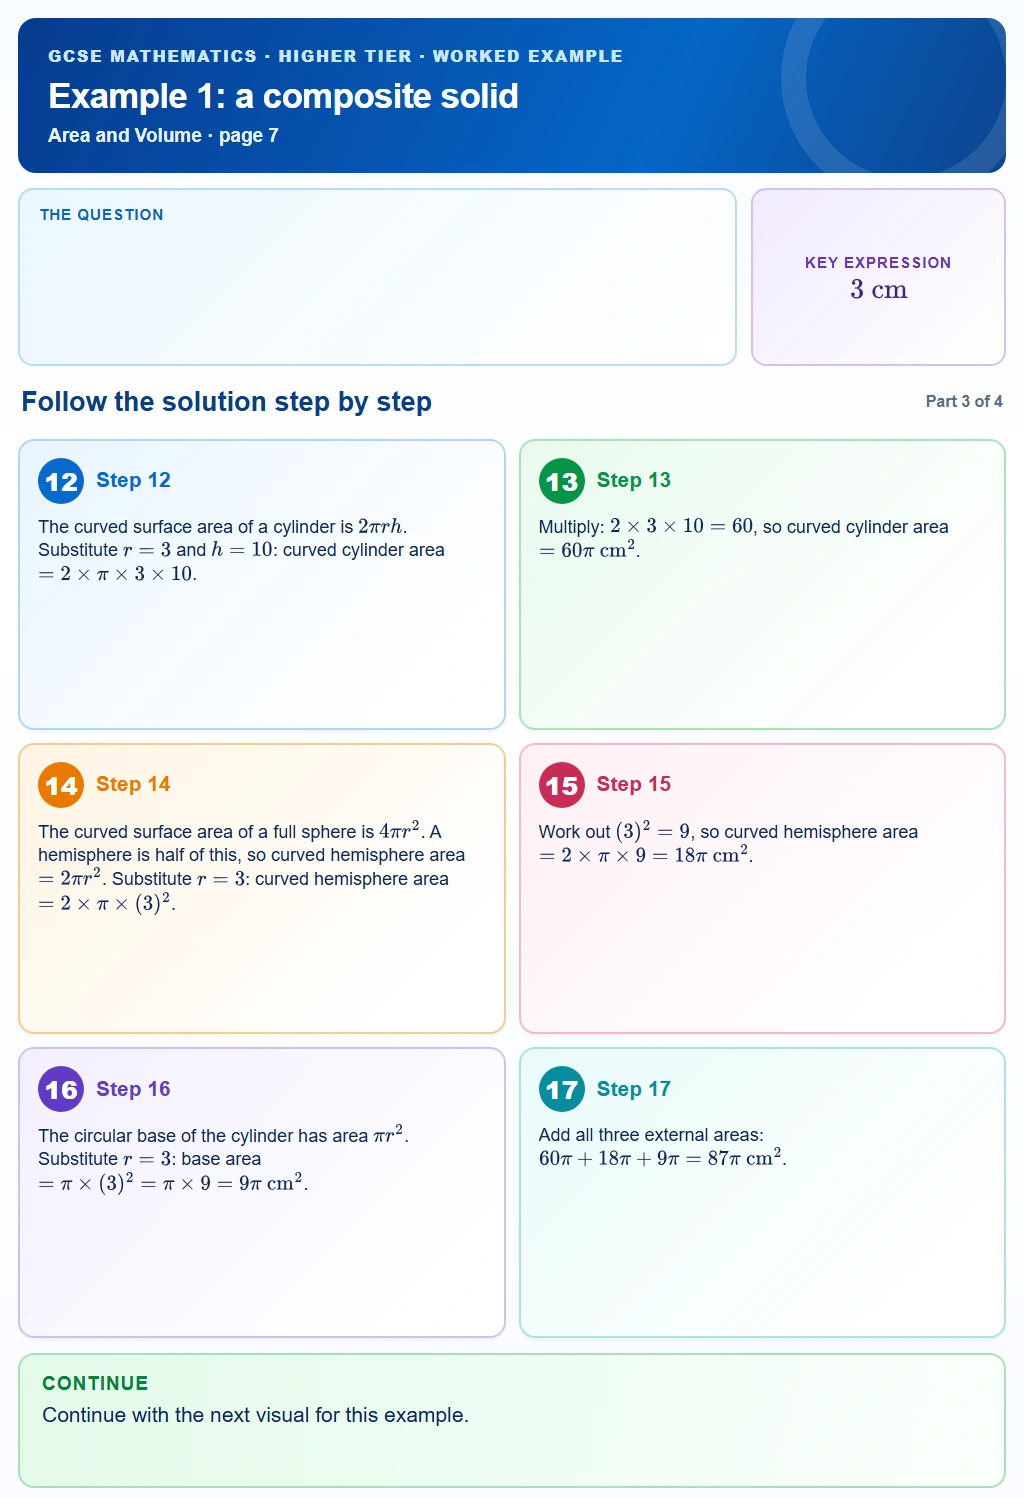 GCSE MATHEMATICS · HIGHER TIER · WORKED EXAMPLE
Example 1: a composite solid
Area and Volume · page 7
THE QUESTION
KEY EXPRESSION
3 cm
Follow the solution step by step
Part 3 of 4
12 Step 12
The curved surface area of a cylinder is 2πrh.
Substitute r = 3 and h = 10: curved cylinder area
= 2 × π × 3 × 10.
13 Step 13
Multiply: 2 × 3 × 10 = 60, so curved cylinder area
= 60π cm².
14 Step 14
The curved surface area of a full sphere is 4πr². A
hemisphere is half of this, so curved hemisphere area
= 2πr². Substitute r = 3: curved hemisphere area
= 2 × π × (3)².
15 Step 15
Work out (3)² = 9, so curved hemisphere area
= 2 × π × 9 = 18π cm².
16 Step 16
The circular base of the cylinder has area πr².
Substitute r = 3: base area
= π × (3)² = π × 9 = 9π cm².
17 Step 17
Add all three external areas:
60π + 18π + 9π = 87π cm².
CONTINUE
Continue with the next visual for this example.